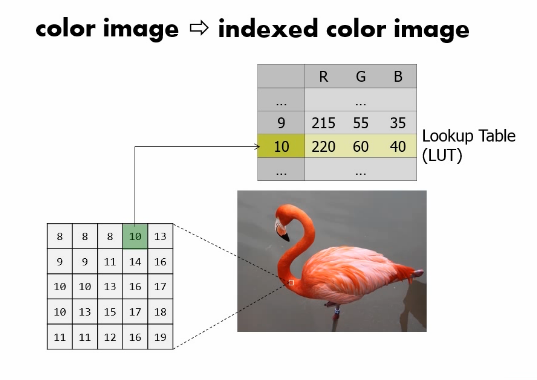 color image ⇨ indexed color image
R G B
... ...
9 215 55 35
10 220 60 40
... ...
Lookup Table
(LUT)
8 8 8 10 13
9 9 11 14 16
10 10 13 16 17
10 13 15 17 18
11 11 12 16 19